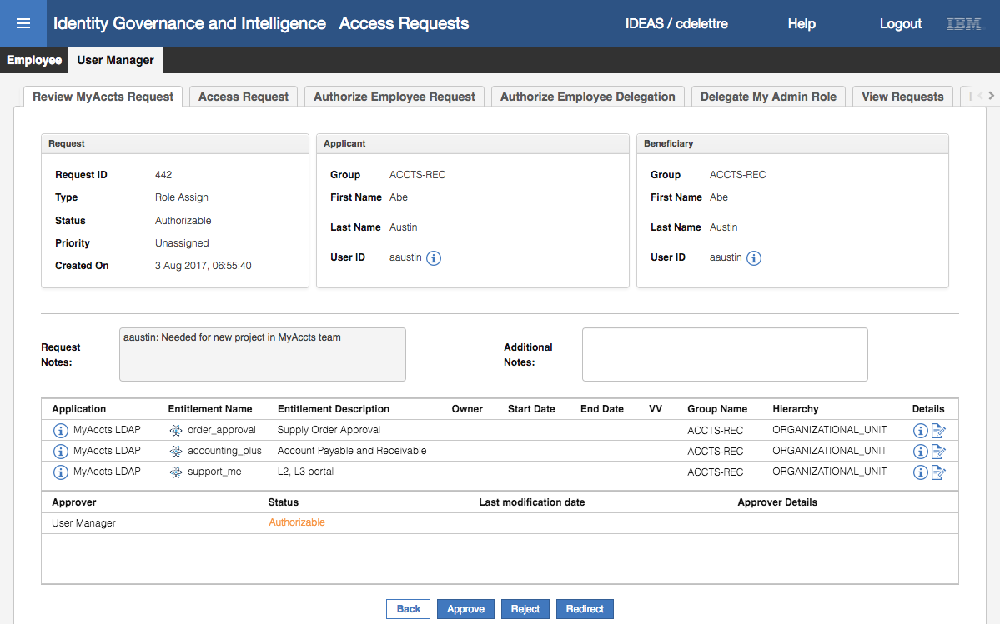 Identity Governance and Intelligence Access Requests IDEAS / cdelettre Help Logout IBM
Employee User Manager
Review MyAccts Request Access Request Authorize Employee Request Authorize Employee Delegation Delegate My Admin Role View Requests
Request Applicant Beneficiary
Request ID 442 Group ACCTS-REC Group ACCTS-REC
Type Role Assign First Name Abe First Name Abe
Status Authorizable Last Name Austin Last Name Austin
Priority Unassigned
Created On 3 Aug 2017, 06:55:40 User ID aaustin User ID aaustin
Request Notes: aaustin: Needed for new project in MyAccts team Additional Notes:
Application Entitlement Name Entitlement Description Owner Start Date End Date VV Group Name Hierarchy Details
MyAccts LDAP order_approval Supply Order Approval ACCTS-REC ORGANIZATIONAL_UNIT
MyAccts LDAP accounting_plus Account Payable and Receivable ACCTS-REC ORGANIZATIONAL_UNIT
MyAccts LDAP support_me L2, L3 portal ACCTS-REC ORGANIZATIONAL_UNIT
Approver Status Last modification date Approver Details
User Manager Authorizable
Back Approve Reject Redirect